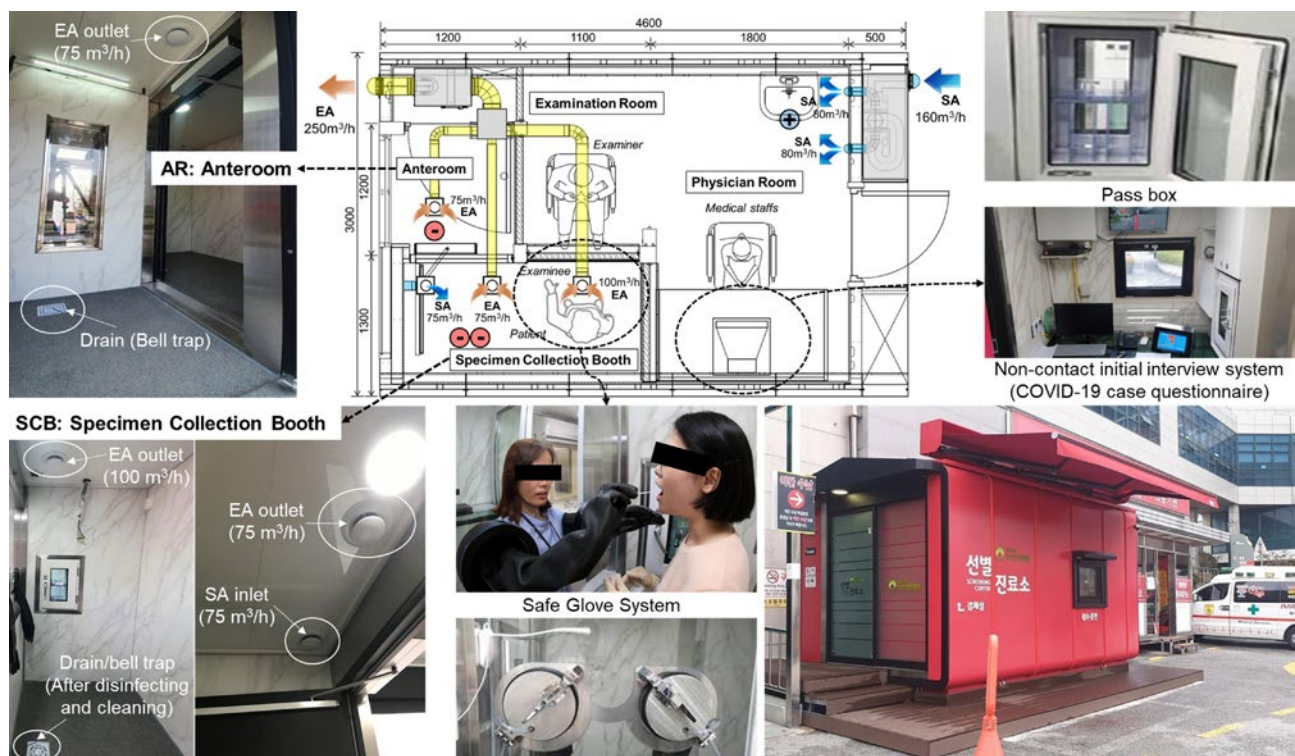 EA outlet
(75 m³/h)
AR: Anteroom
Drain (Bell trap)
4600
1200
1100
1800
500
EA
250m³/h
Examination Room
Examiner
Anteroom
75m³/h
EA
SA
80m³/h
SA
80m³/h
SA
160m³/h
Physician Room
Medical staffs
3000
1200
1300
Examinee
100m³/h
EA
SA
75m³/h
EA
75m³/h
Patient
Specimen Collection Booth
Pass box
Non-contact initial interview system
(COVID-19 case questionnaire)
SCB: Specimen Collection Booth
EA outlet
(100 m³/h)
EA outlet
(75 m³/h)
SA inlet
(75 m³/h)
Drain/bell trap
(After disinfecting
and cleaning)
Safe Glove System
선별
SCREENING
CENTER
진료소